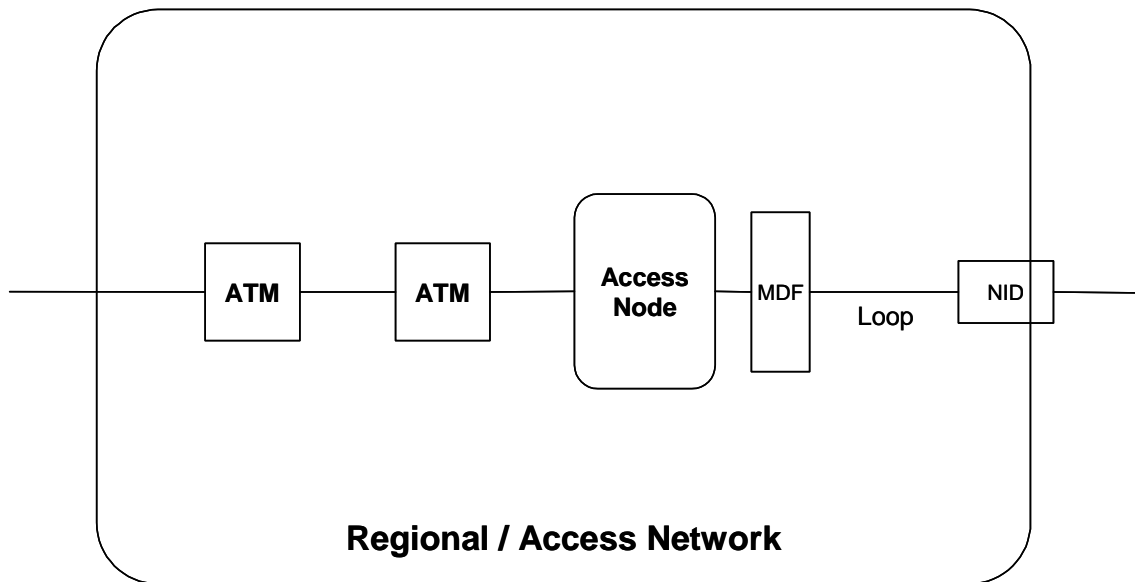 ATM
ATM
Access
Node
MDF
Loop
NID
Regional / Access Network